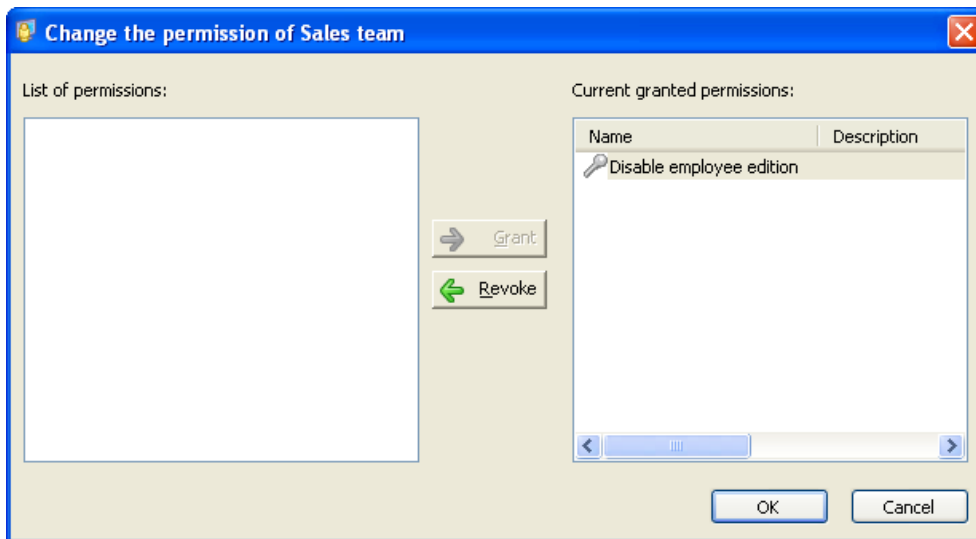 Change the permission of Sales team
List of permissions:
Current granted permissions:
Name Description
Disable employee edition
Grant
Revoke
OK Cancel